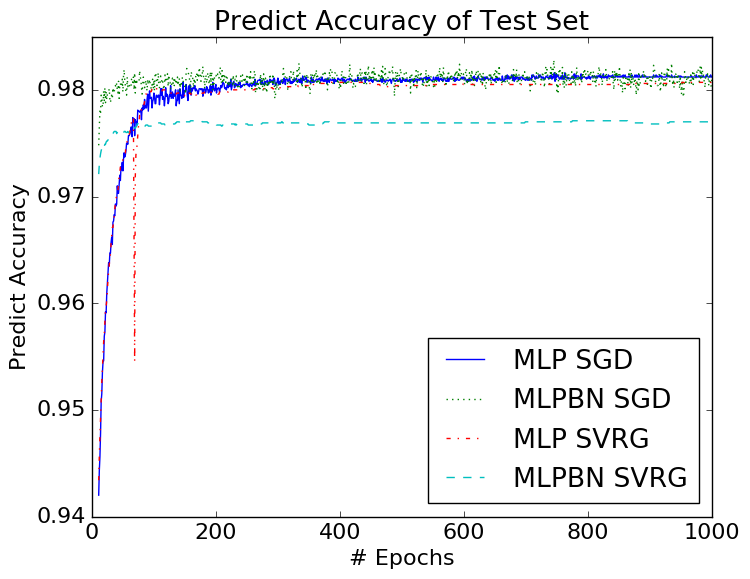 Predict Accuracy of Test Set
0.98
0.97
0.96
0.95
0.94
Predict Accuracy
MLP SGD
MLPBN SGD
MLP SVRG
MLPBN SVRG
0 200 400 600 800 1000
# Epochs